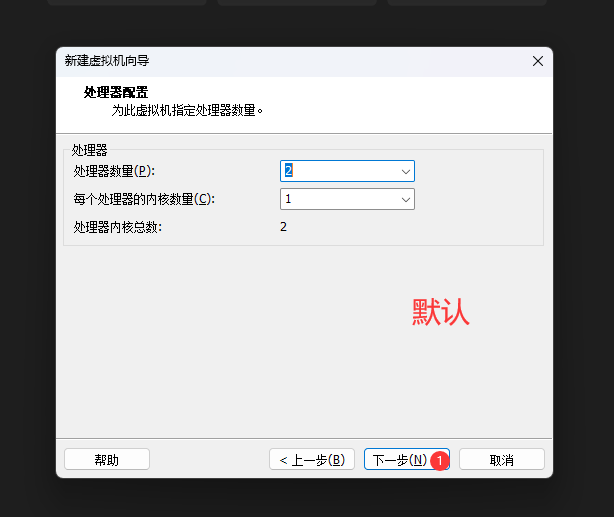 新建虚拟机向导
处理器配置
为此虚拟机指定处理器数量。
处理器
处理器数量(P): 2
每个处理器的内核数量(C): 1
处理器内核总数: 2
默认
帮助 < 上一步(B) 下一步(N) 1 取消